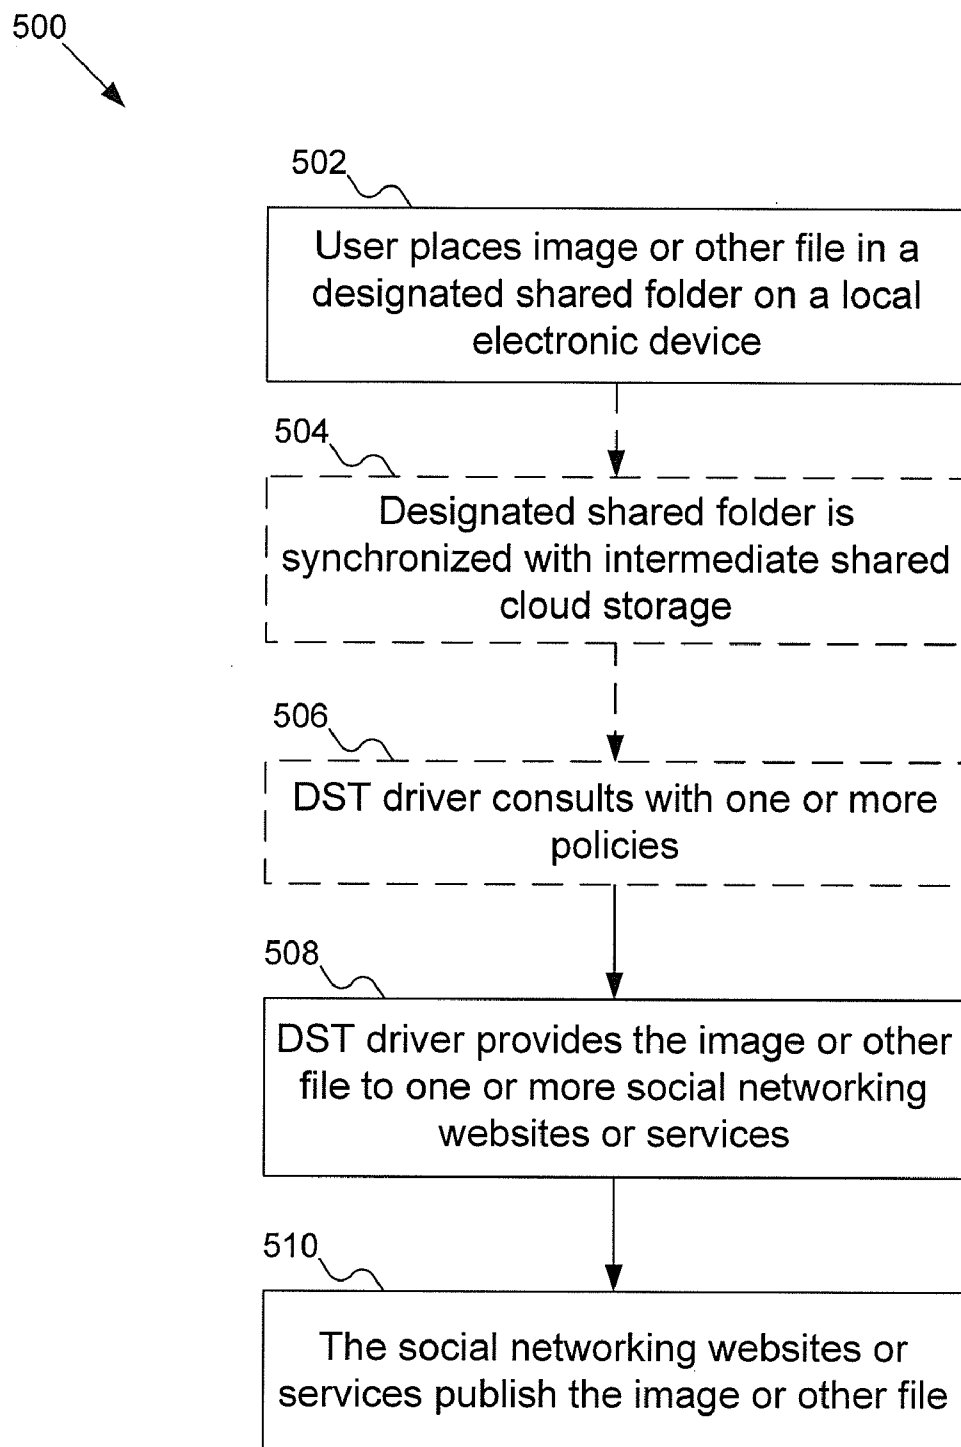 500
502
User places image or other file in a
designated shared folder on a local
electronic device
504
Designated shared folder is
synchronized with intermediate shared
cloud storage
506
DST driver consults with one or more
policies
508
DST driver provides the image or other
file to one or more social networking
websites or services
510
The social networking websites or
services publish the image or other file